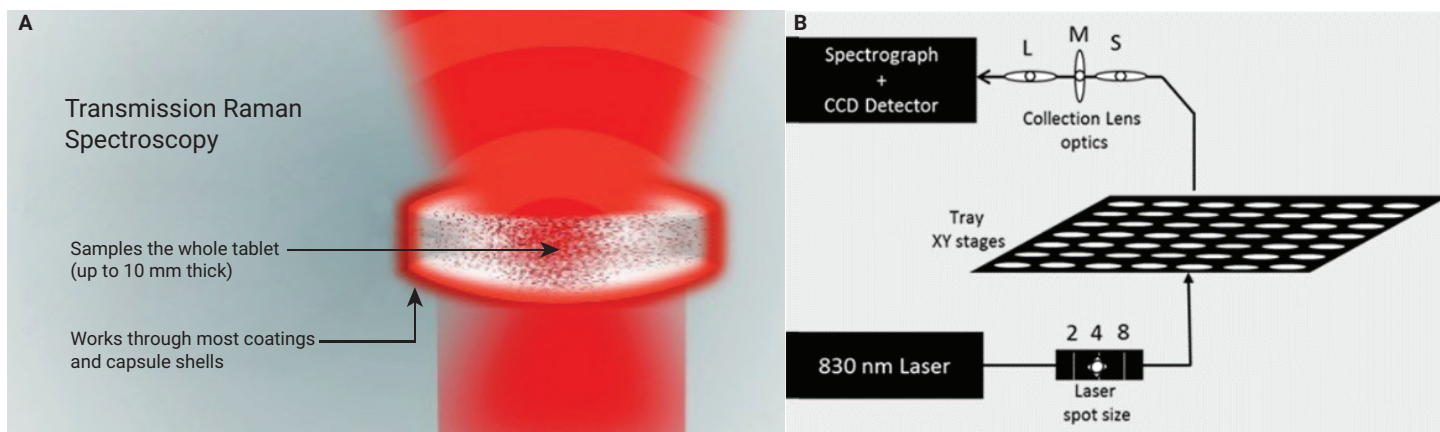 A
Transmission Raman
Spectroscopy
Samples the whole tablet
(up to 10 mm thick)
Works through most coatings
and capsule shells
B
Spectrograph
+
CCD Detector
L M S
Collection Lens
optics
Tray
XY stages
830 nm Laser
2 4 8
Laser
spot size